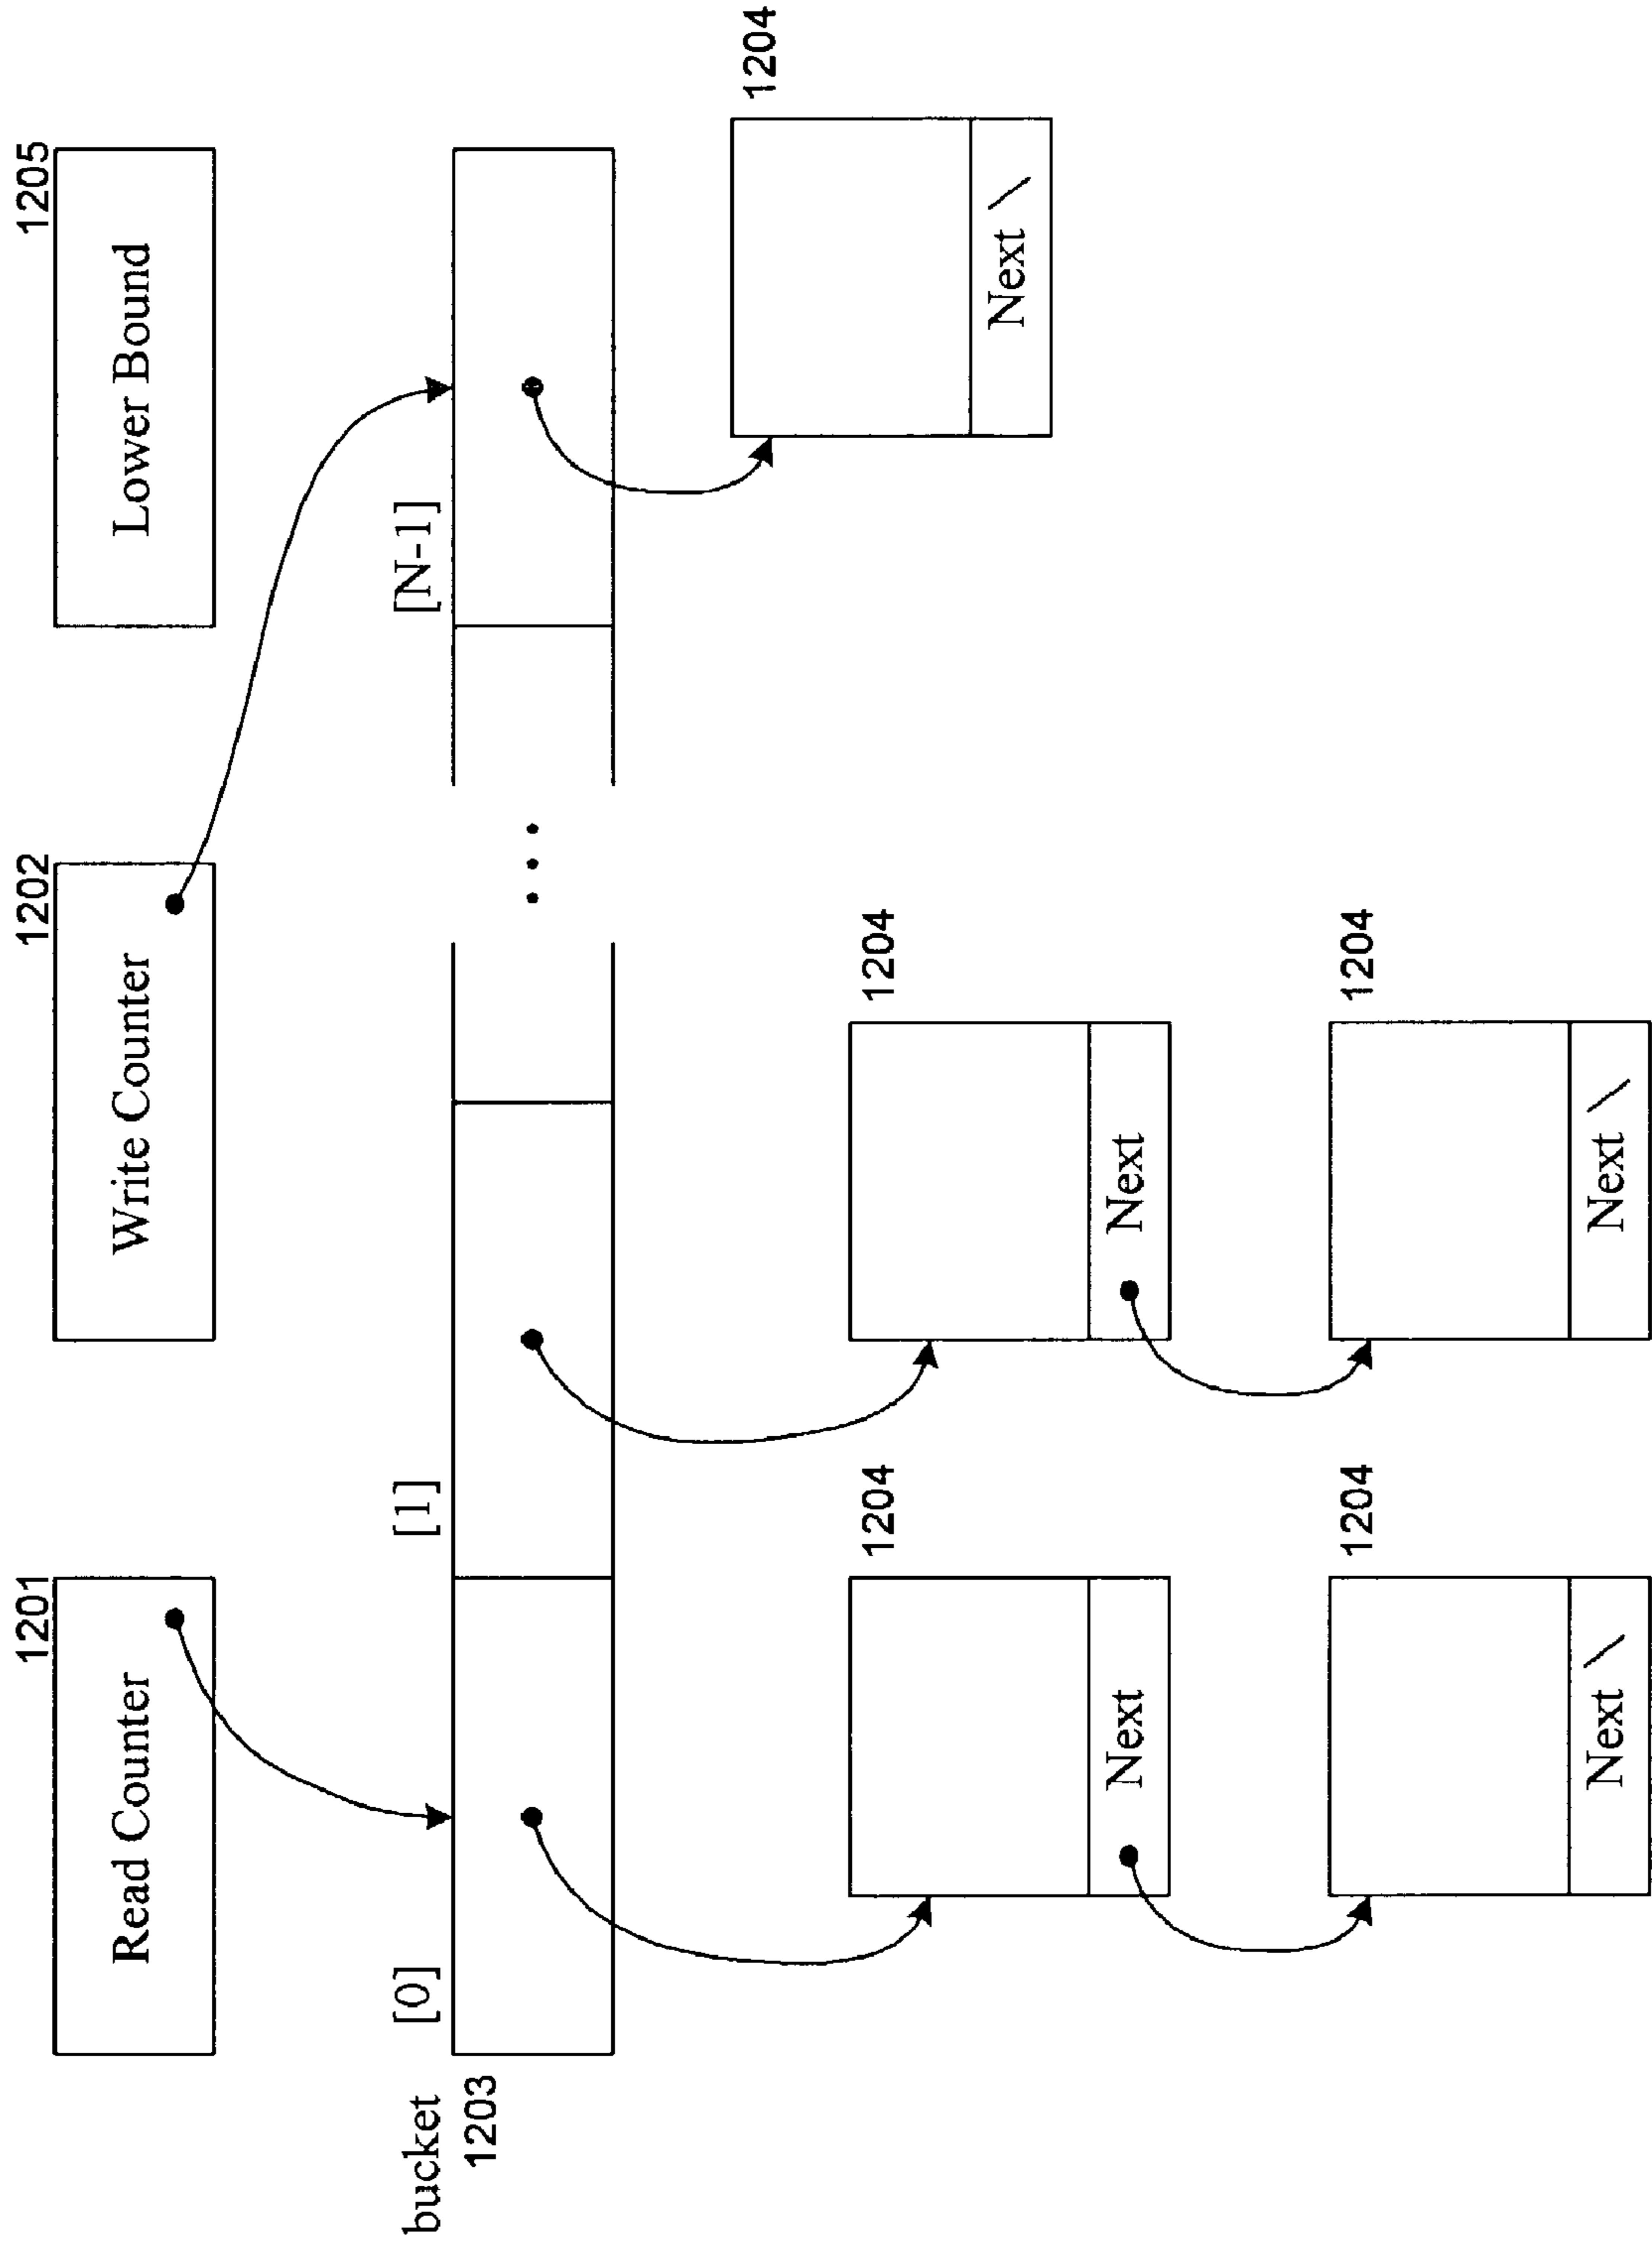 1201
1202
1205
Read Counter
Write Counter
Lower Bound
bucket
[0]
[1]
[N-1]
1203
...
1204
Next \
1204
1204
Next
Next
1204
1204
Next \
Next \